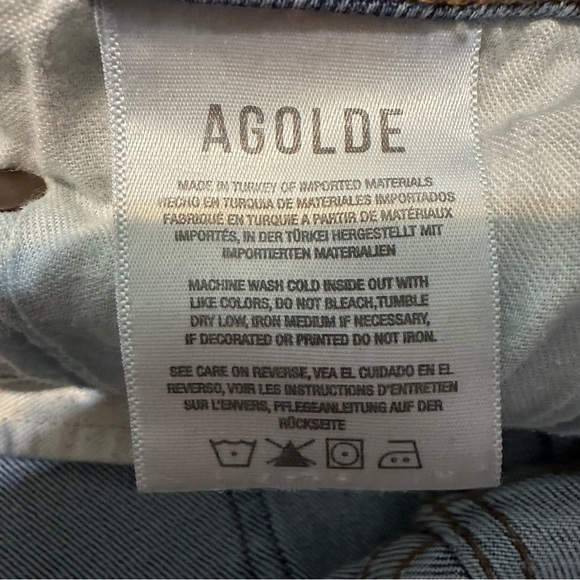 AGOLDE
MADE IN TURKEY OF IMPORTED MATERIALS
HECHO EN TURQUIA DE MATERIALES IMPORTADOS
FABRIQUÉ EN TURQUIE A PARTIR DE MATÉRIAUX
IMPORTÉS, IN DER TÜRKEI HERGESTELLT MIT
IMPORTIERTEN MATERIALIEN
MACHINE WASH COLD INSIDE OUT WITH
LIKE COLORS, DO NOT BLEACH, TUMBLE
DRY LOW, IRON MEDIUM IF NECESSARY,
IF DECORATED OR PRINTED DO NOT IRON.
SEE CARE ON REVERSE, VEA EL CUIDADO EN EL
REVERSO, VOIR LES INSTRUCTIONS D'ENTRETIEN
SUR L'ENVERS, PFLEGEANLEITUNG AUF DER
RÜCKSEITE